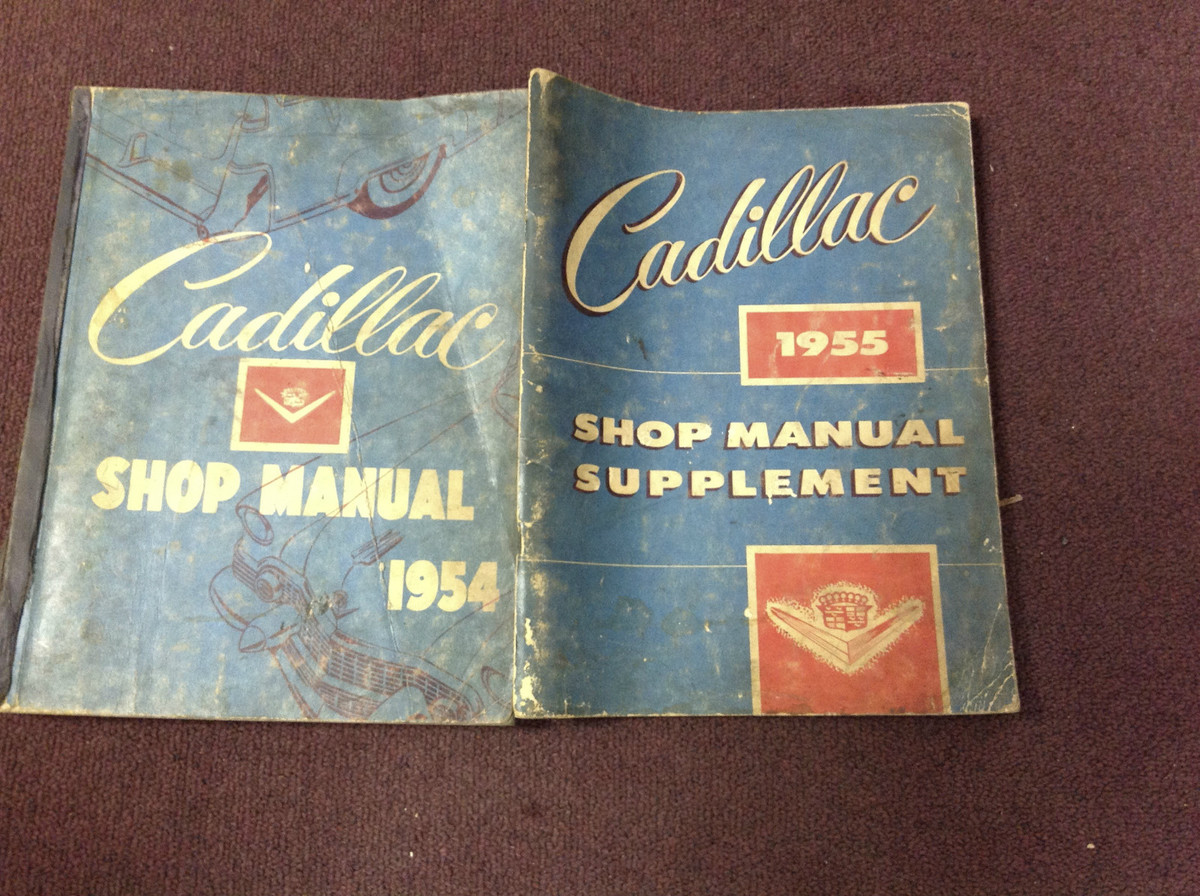 Cadillac
SHOP MANUAL
1954
Cadillac
1955
SHOP MANUAL
SUPPLEMENT